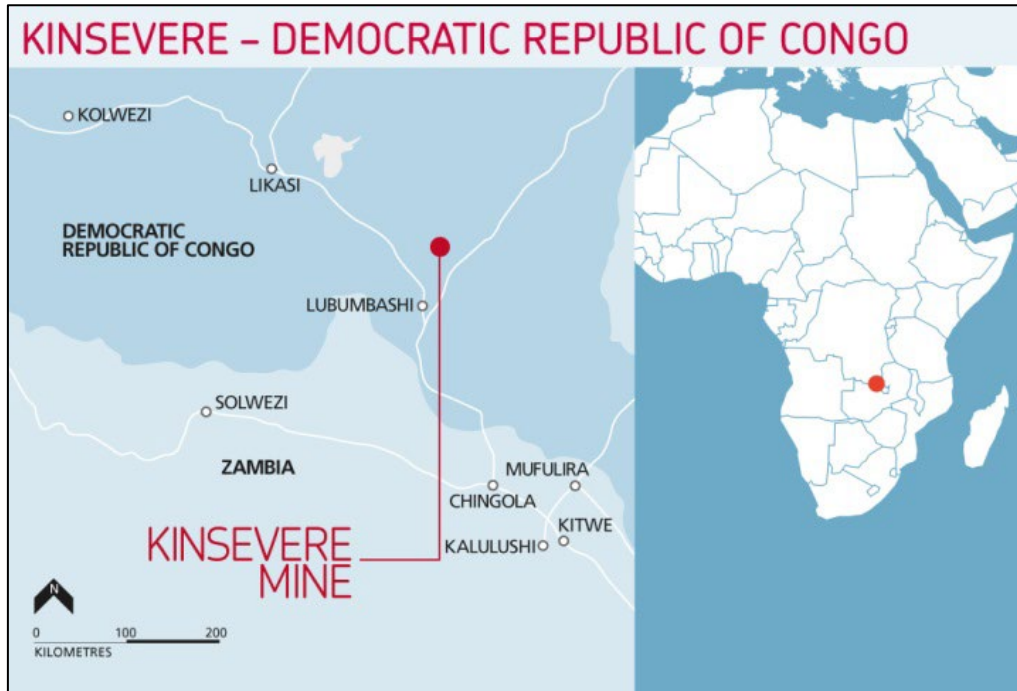 KINSEVERE – DEMOCRATIC REPUBLIC OF CONGO
KOLWEZI
LIKASI
DEMOCRATIC
REPUBLIC OF CONGO
LUBUMBASHI
SOLWEZI
ZAMBIA
MUFULIRA
CHINGOLA
KITWE
KALULUSHI
KINSEVERE
MINE
N
0 100 200
KILOMETRES